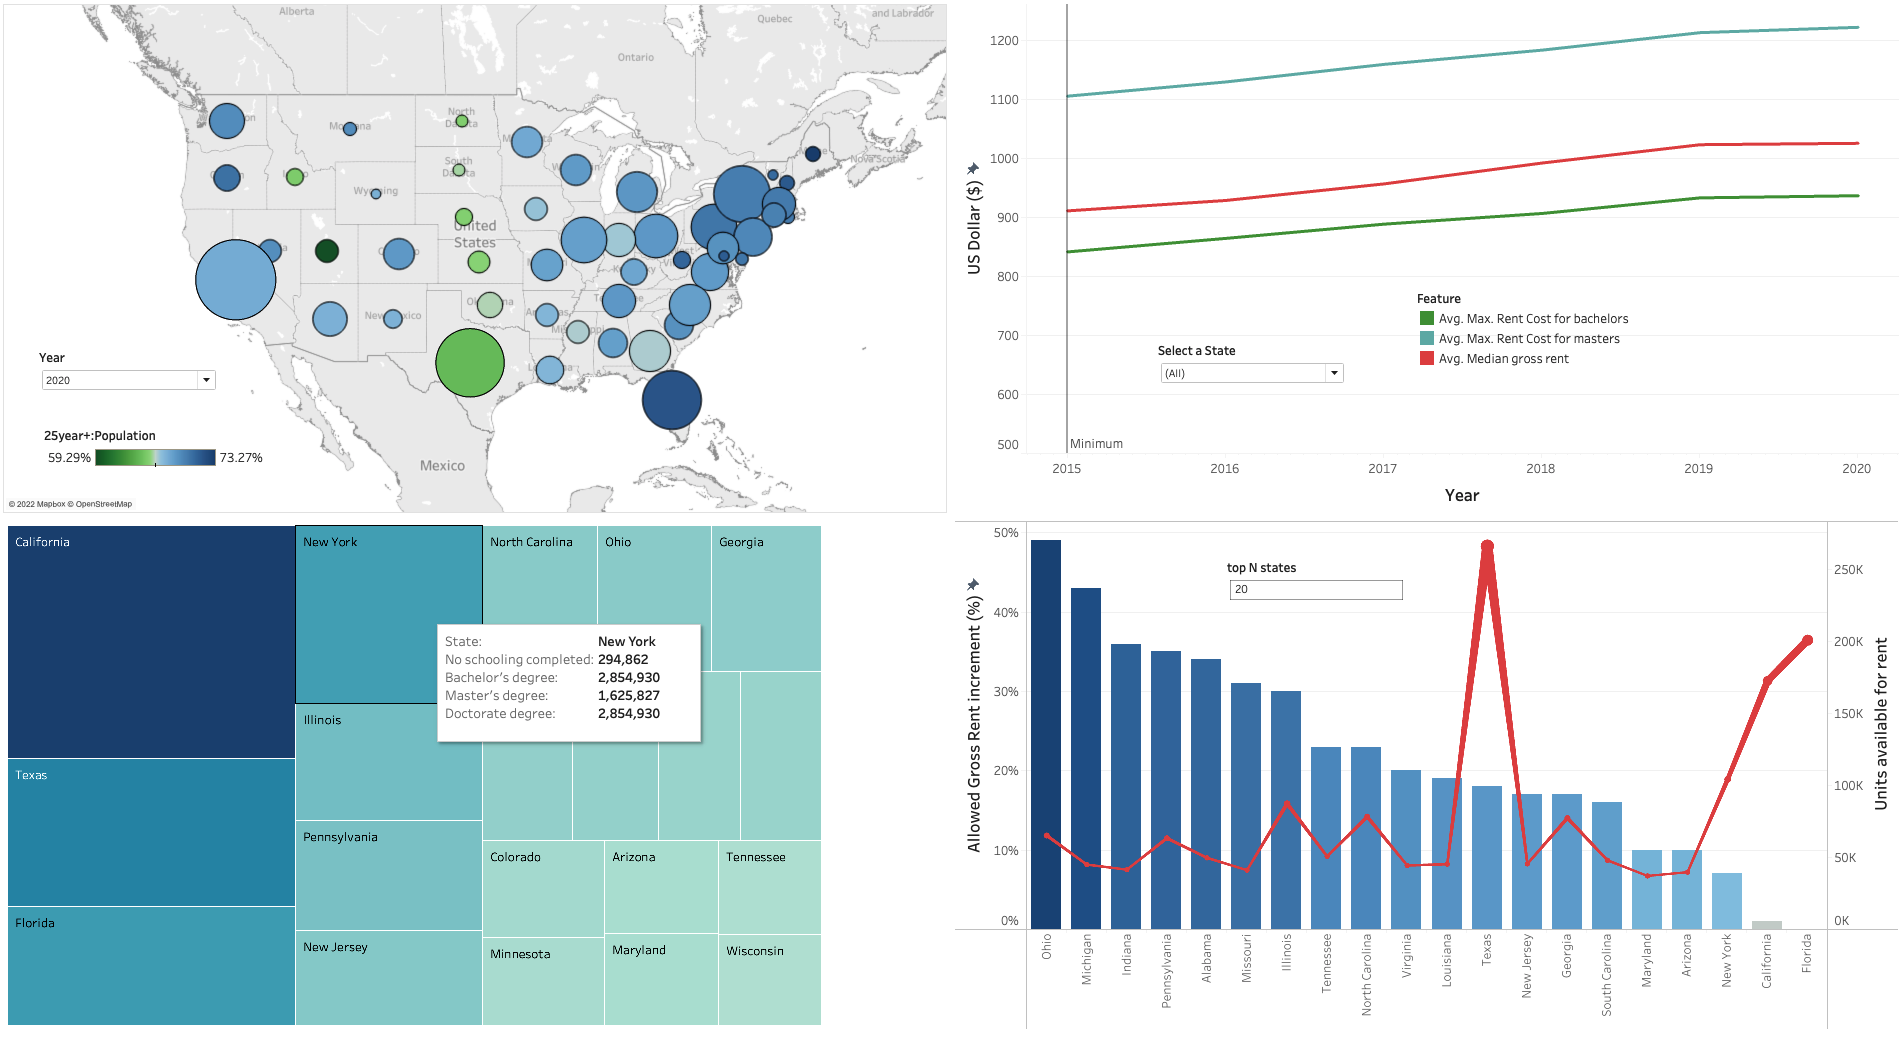 Alberta
Quebec
and Labrador
Ontario
North
Dakota
South
Dakota
Nova Scotia
Wyoming
United
States
New Mexico
Mexico
Year
2020
25year+:Population
59.29%
73.27%
© 2022 Mapbox © OpenStreetMap
US Dollar ($)
1200
1100
1000
900
800
700
600
500
Minimum
Select a State
(All)
Feature
Avg. Max. Rent Cost for bachelors
Avg. Max. Rent Cost for masters
Avg. Median gross rent
2015 2016 2017 2018 2019 2020
Year
California
Texas
Florida
New York
Illinois
Pennsylvania
New Jersey
North Carolina
Ohio
Georgia
State: New York
No schooling completed: 294,862
Bachelor's degree: 2,854,930
Master's degree: 1,625,827
Doctorate degree: 2,854,930
Colorado
Arizona
Tennessee
Minnesota
Maryland
Wisconsin
Allowed Gross Rent increment (%)
50%
40%
30%
20%
10%
0%
top N states
20
250K
200K
150K
100K
50K
0K
Units available for rent
Ohio
Michigan
Indiana
Pennsylvania
Alabama
Missouri
Illinois
Tennessee
North Carolina
Virginia
Louisiana
Texas
New Jersey
Georgia
South Carolina
Maryland
Arizona
New York
California
Florida